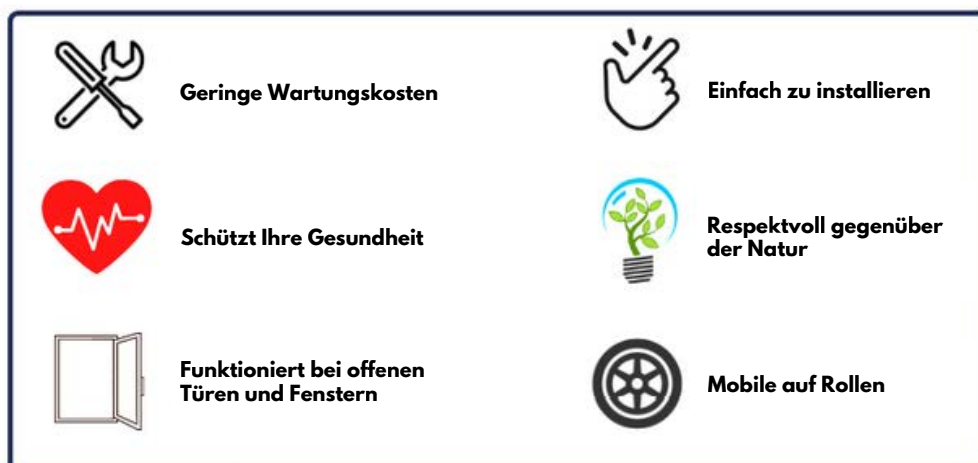 Geringe Wartungskosten
Einfach zu installieren
Schützt Ihre Gesundheit
Respektvoll gegenüber
der Natur
Funktioniert bei offenen
Türen und Fenstern
Mobile auf Rollen